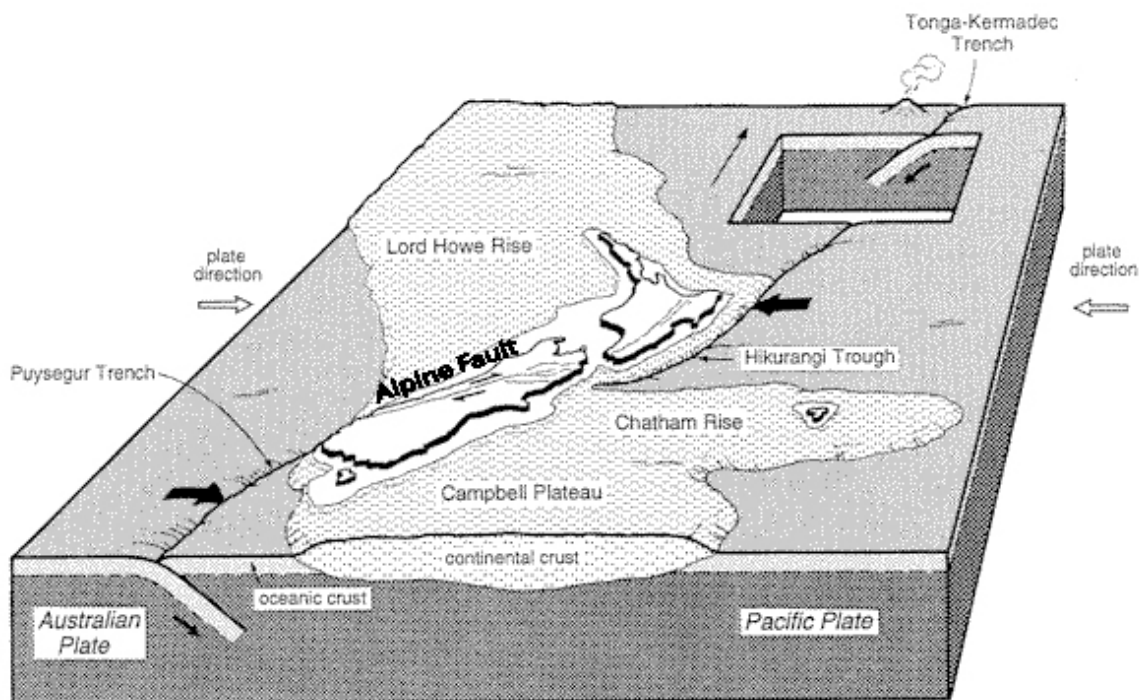 Tonga-Kermadec
Trench
Lord Howe Rise
plate
direction
plate
direction
Alpine Fault
Hikurangi Trough
Puysegur Trench
Chatham Rise
Campbell Plateau
continental crust
oceanic crust
Australian
Plate
Pacific Plate